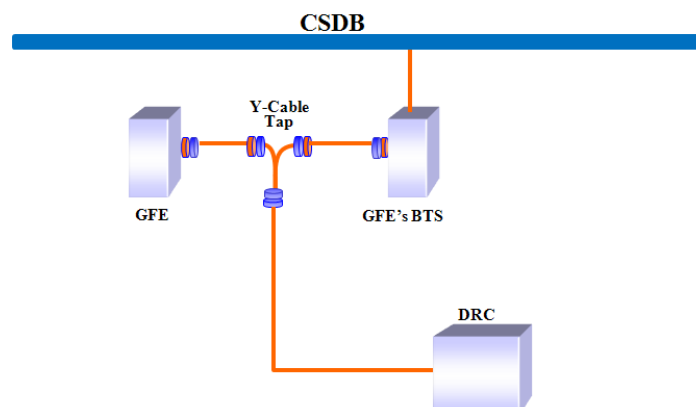 CSDB
Y-Cable
Tap
GFE
GFE's BTS
DRC